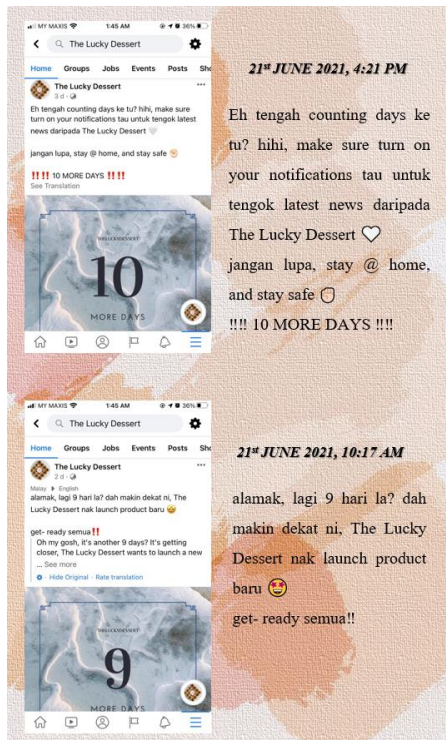 MY MAXIS 1:45 AM 36%
The Lucky Dessert
Home Groups Jobs Events Posts Sho
The Lucky Dessert
3 d
Eh tengah counting days ke tu? hihi, make sure
turn on your notifications tau untuk tengok latest
news daripada The Lucky Dessert 🤍
jangan lupa, stay @ home, and stay safe 👏🏻
‼️‼️ 10 MORE DAYS ‼️‼️
See Translation
THELUCKYDESSERT
10
MORE DAYS
21st JUNE 2021, 4:21 PM
Eh tengah counting days ke
tu? hihi, make sure turn on
your notifications tau untuk
tengok latest news daripada
The Lucky Dessert 🤍
jangan lupa, stay @ home,
and stay safe 👏🏻
!!!! 10 MORE DAYS !!!!
MY MAXIS 1:45 AM 36%
The Lucky Dessert
Home Groups Jobs Events Posts Sho
The Lucky Dessert
2 d
Malay ▸ English
alamak, lagi 9 hari la? dah makin dekat ni, The
Lucky Dessert nak launch product baru 🤩
get- ready semua‼️
Oh my gosh, it's another 9 days? It's getting
closer, The Lucky Dessert wants to launch a new
... See more
Hide Original · Rate translation
THELUCKYDESSERT
9
MORE DAYS
21st JUNE 2021, 10:17 AM
alamak, lagi 9 hari la? dah
makin dekat ni, The Lucky
Dessert nak launch product
baru 🤩
get- ready semua!!